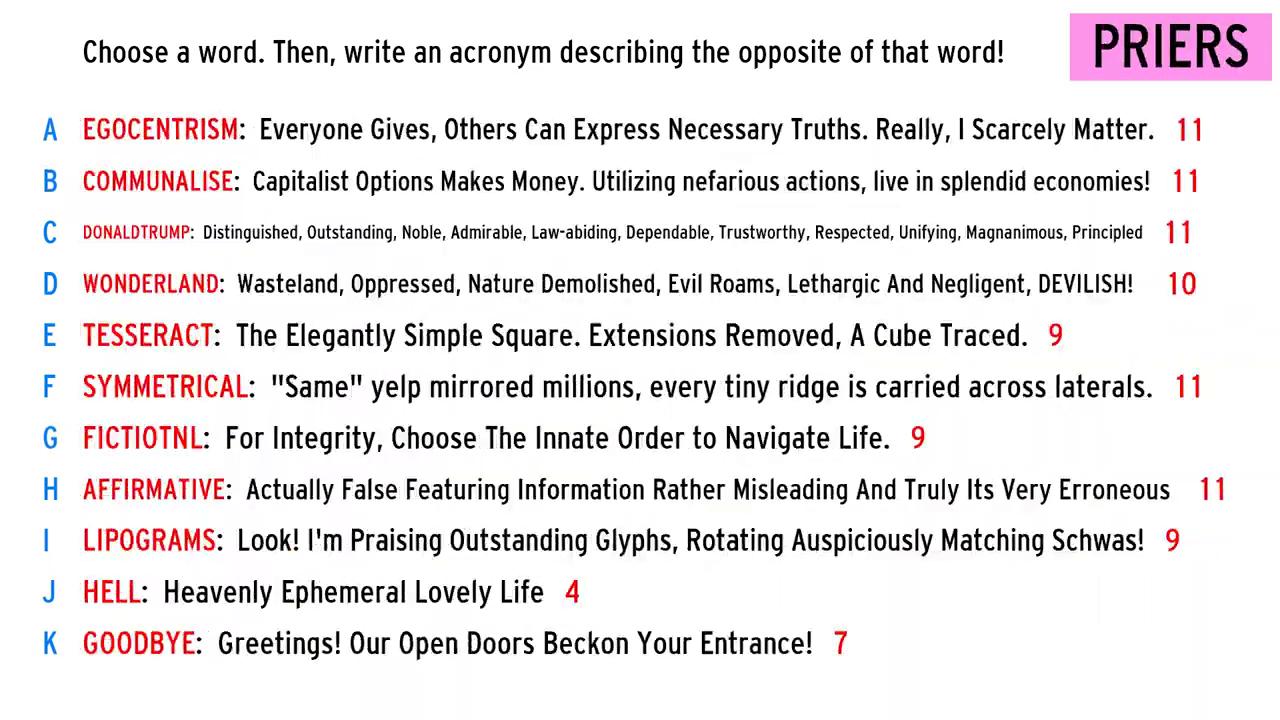 Choose a word. Then, write an acronym describing the opposite of that word!
PRIERS
A EGOCENTRISM: Everyone Gives, Others Can Express Necessary Truths. Really, I Scarcely Matter. 11
B COMMUNALISE: Capitalist Options Makes Money. Utilizing nefarious actions, live in splendid economies! 11
C DONALDTRUMP: Distinguished, Outstanding, Noble, Admirable, Law-abiding, Dependable, Trustworthy, Respected, Unifying, Magnanimous, Principled 11
D WONDERLAND: Wasteland, Oppressed, Nature Demolished, Evil Roams, Lethargic And Negligent, DEVILISH! 10
E TESSERACT: The Elegantly Simple Square. Extensions Removed, A Cube Traced. 9
F SYMMETRICAL: "Same" yelp mirrored millions, every tiny ridge is carried across laterals. 11
G FICTIOTNL: For Integrity, Choose The Innate Order to Navigate Life. 9
H AFFIRMATIVE: Actually False Featuring Information Rather Misleading And Truly Its Very Erroneous 11
I LIPOGRAMS: Look! I'm Praising Outstanding Glyphs, Rotating Auspiciously Matching Schwas! 9
J HELL: Heavenly Ephemeral Lovely Life 4
K GOODBYE: Greetings! Our Open Doors Beckon Your Entrance! 7